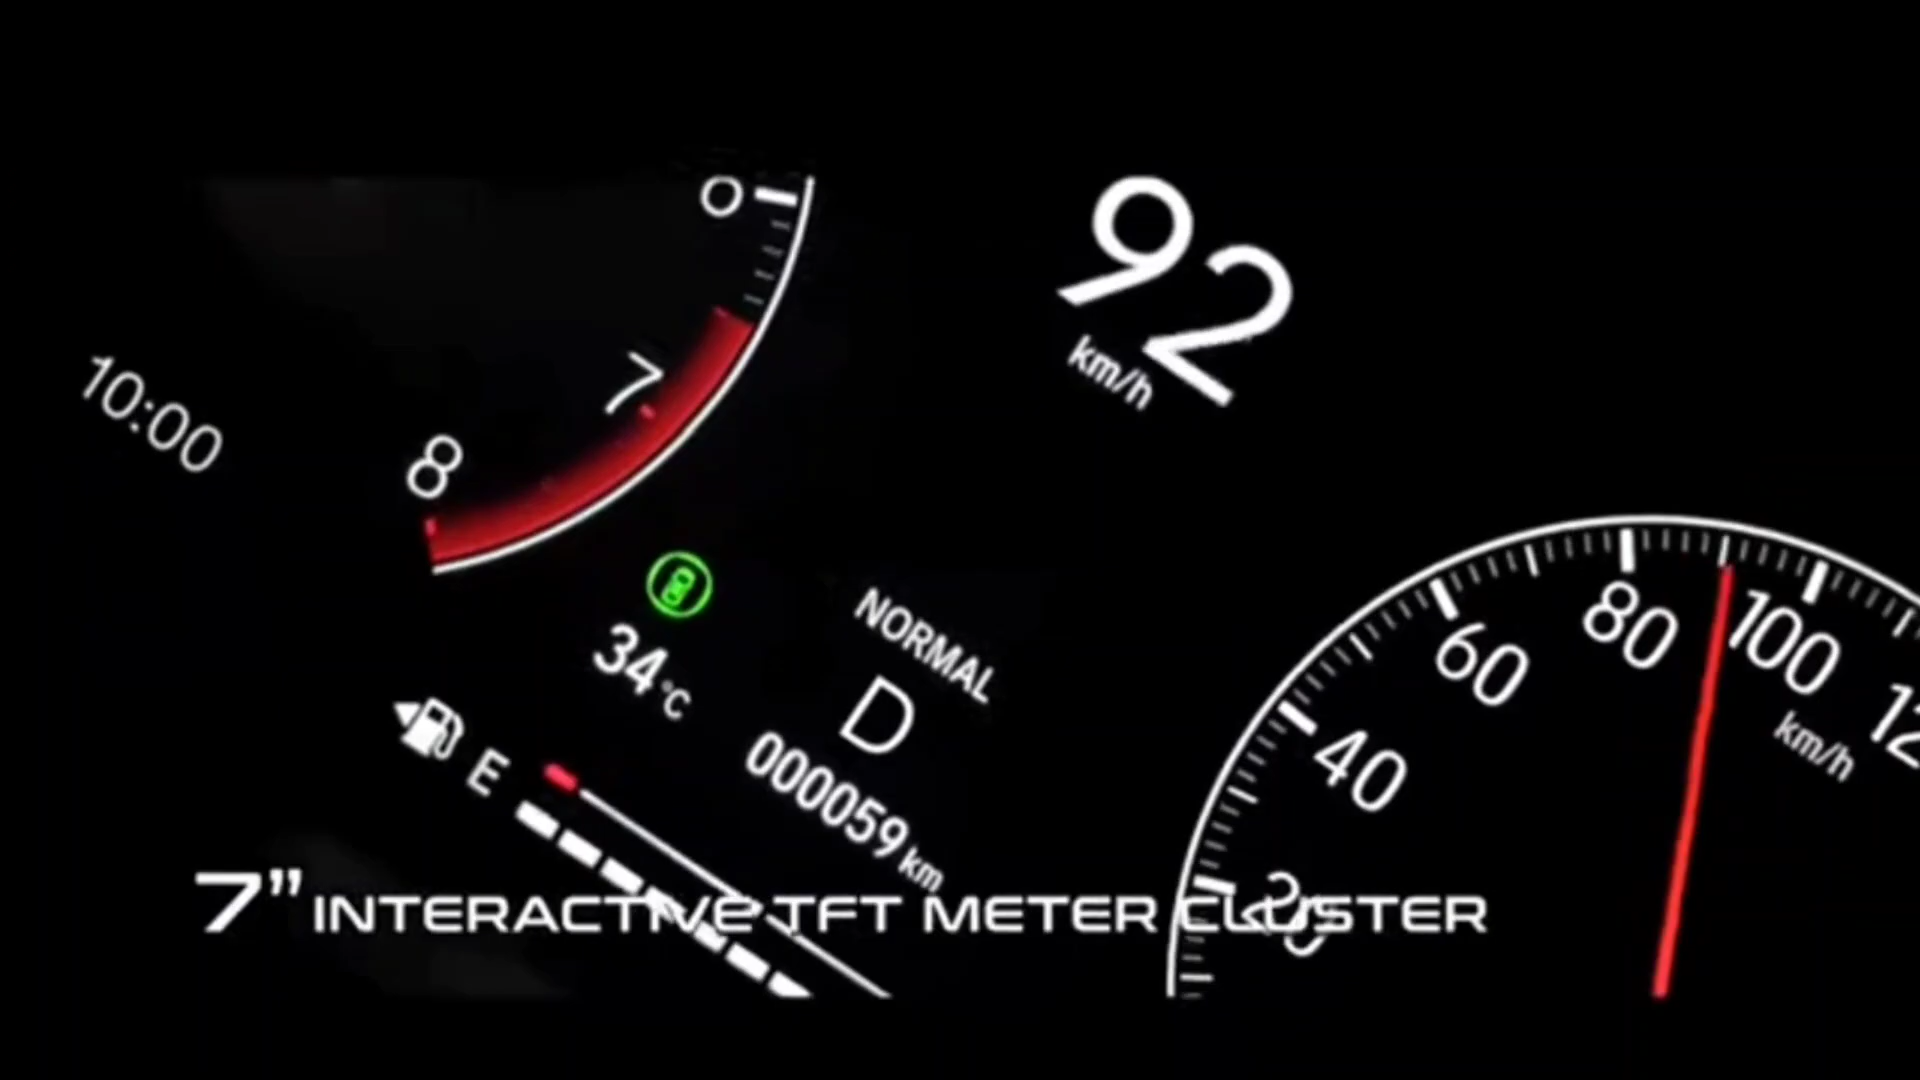 0
7
8
10:00
92
km/h
34°C
NORMAL
D
000059 km
E
20
40
60
80
100
km/h
7" INTERACTIVE TFT METER CLUSTER